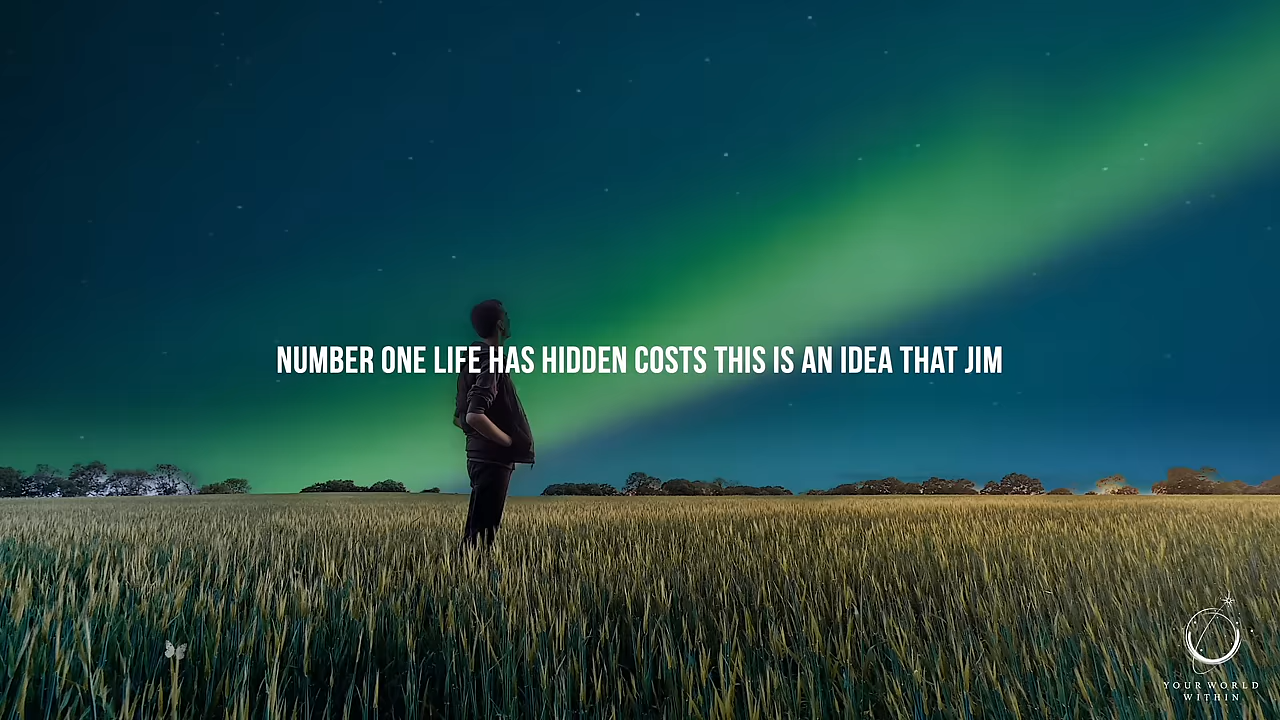 NUMBER ONE LIFE HAS HIDDEN COSTS THIS IS AN IDEA THAT JIM
YOUR WORLD
WITHIN